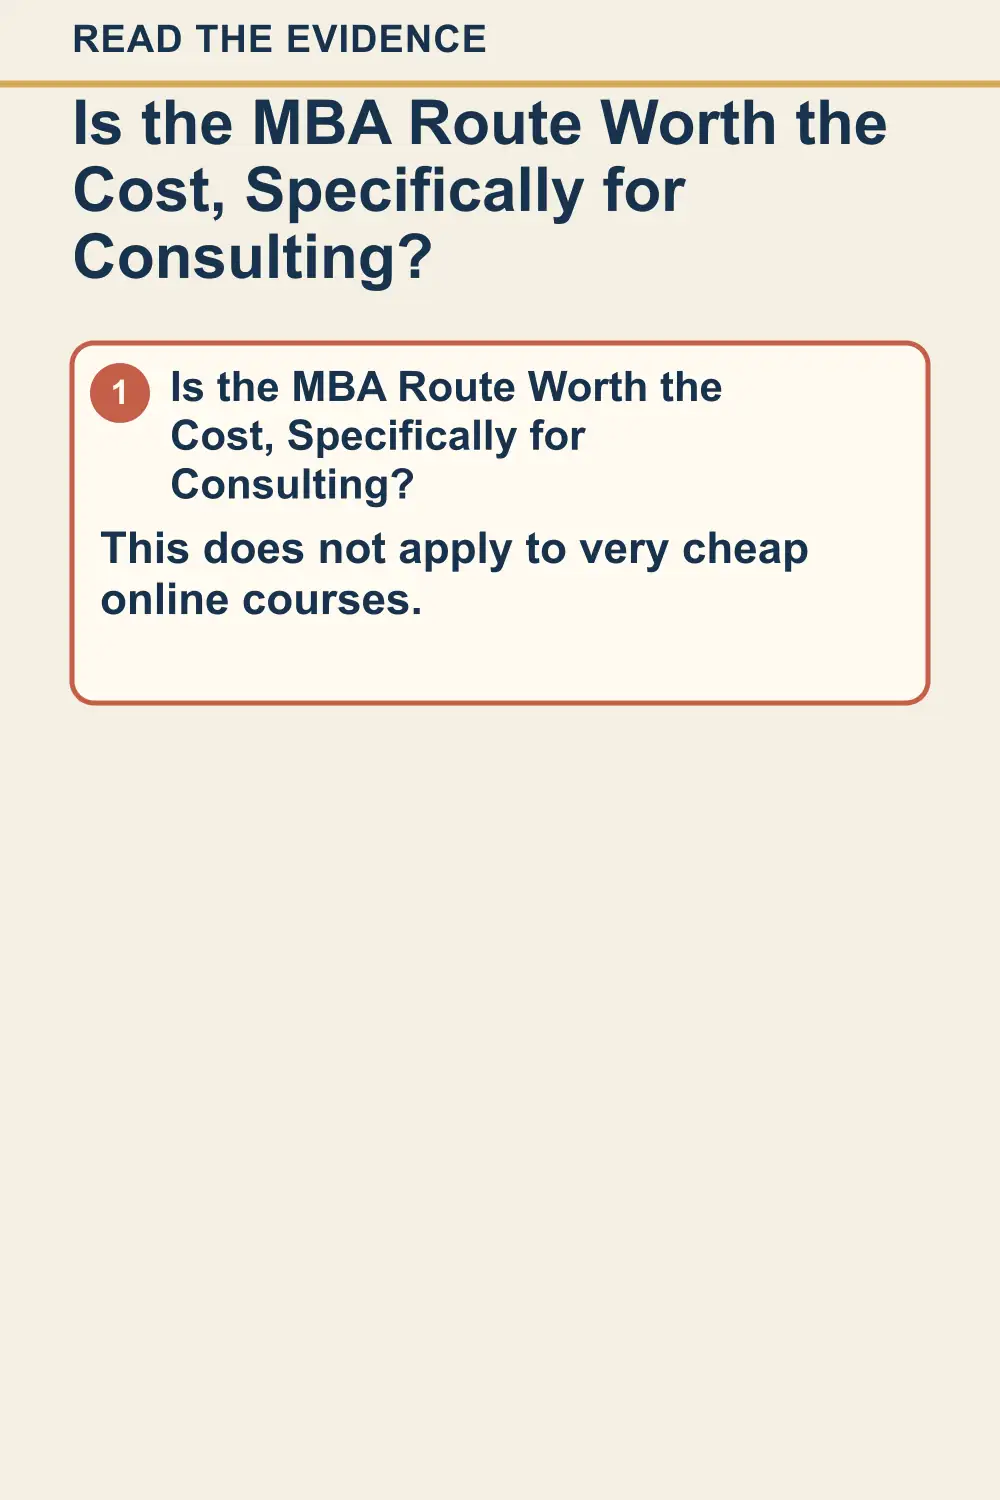 READ THE EVIDENCE
Is the MBA Route Worth the
Cost, Specifically for
Consulting?
1
Is the MBA Route Worth the
Cost, Specifically for
Consulting?
This does not apply to very cheap
online courses.